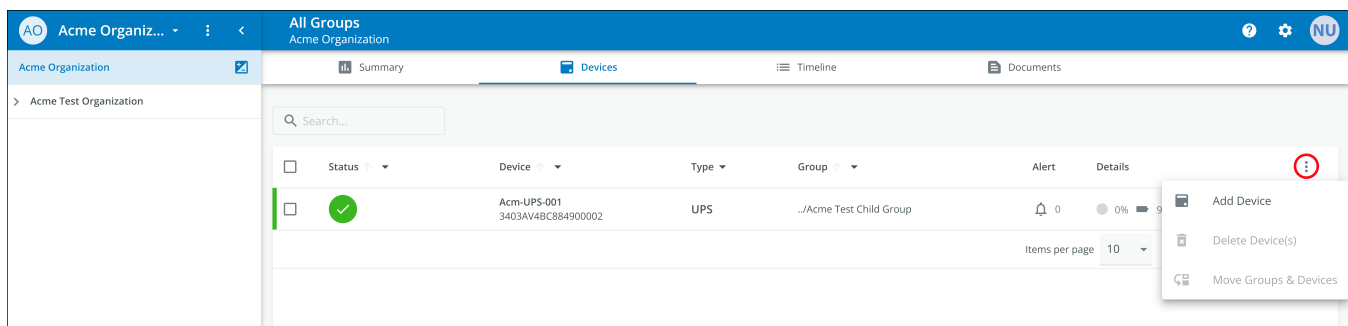 AO Acme Organiz...
All Groups
Acme Organization
NU
Acme Organization
Acme Test Organization
Summary
Devices
Timeline
Documents
Search...
Status Device Type Group Alert Details
Acm-UPS-001
3403AV4BC884900002
UPS
../Acme Test Child Group
0
0% 9
Items per page 10
Add Device
Delete Device(s)
Move Groups & Devices